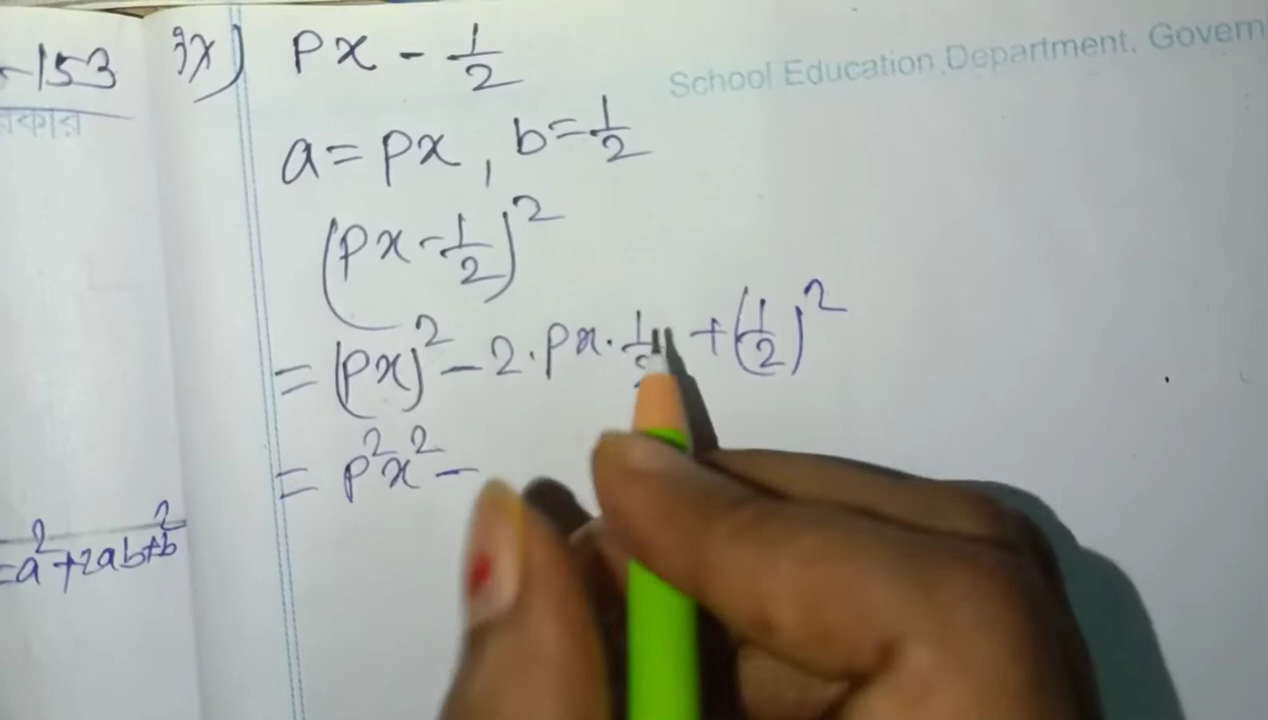 -153
ix) px - 1/2
School Education Department, Govern
a = px, b = 1/2
(px - 1/2)²
= (px)² - 2 · px · 1/2 + (1/2)²
= p²x² -
= a² + 2ab + b²